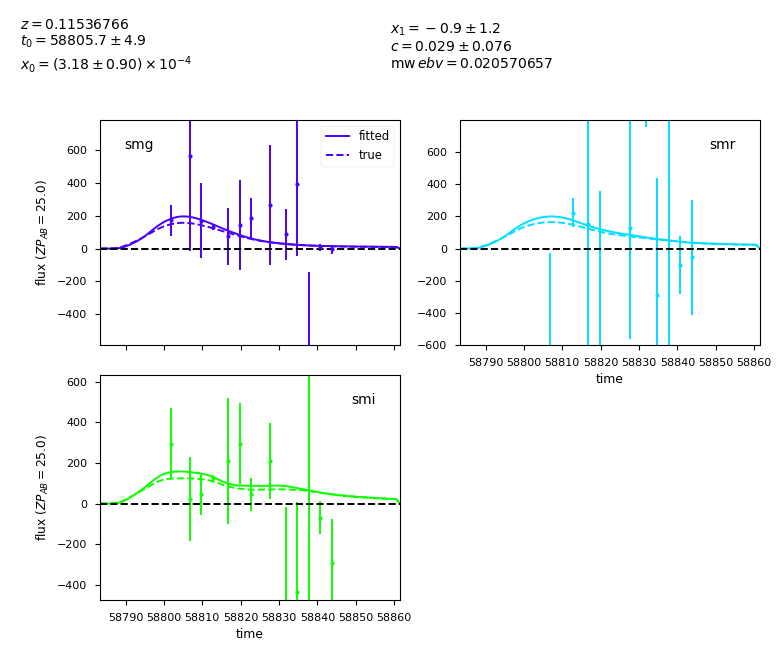 z = 0.11536766
t₀ = 58805.7 ± 4.9
x₀ = (3.18 ± 0.90) × 10⁻⁴
x₁ = −0.9 ± 1.2
c = 0.029 ± 0.076
mw ebv = 0.020570657
smg
fitted
true
flux (ZP_AB = 25.0)
600
400
200
0
−200
−400
smr
600
400
200
0
−200
−400
−600
58790 58800 58810 58820 58830 58840 58850 58860
time
smi
flux (ZP_AB = 25.0)
600
400
200
0
−200
−400
58790 58800 58810 58820 58830 58840 58850 58860
time